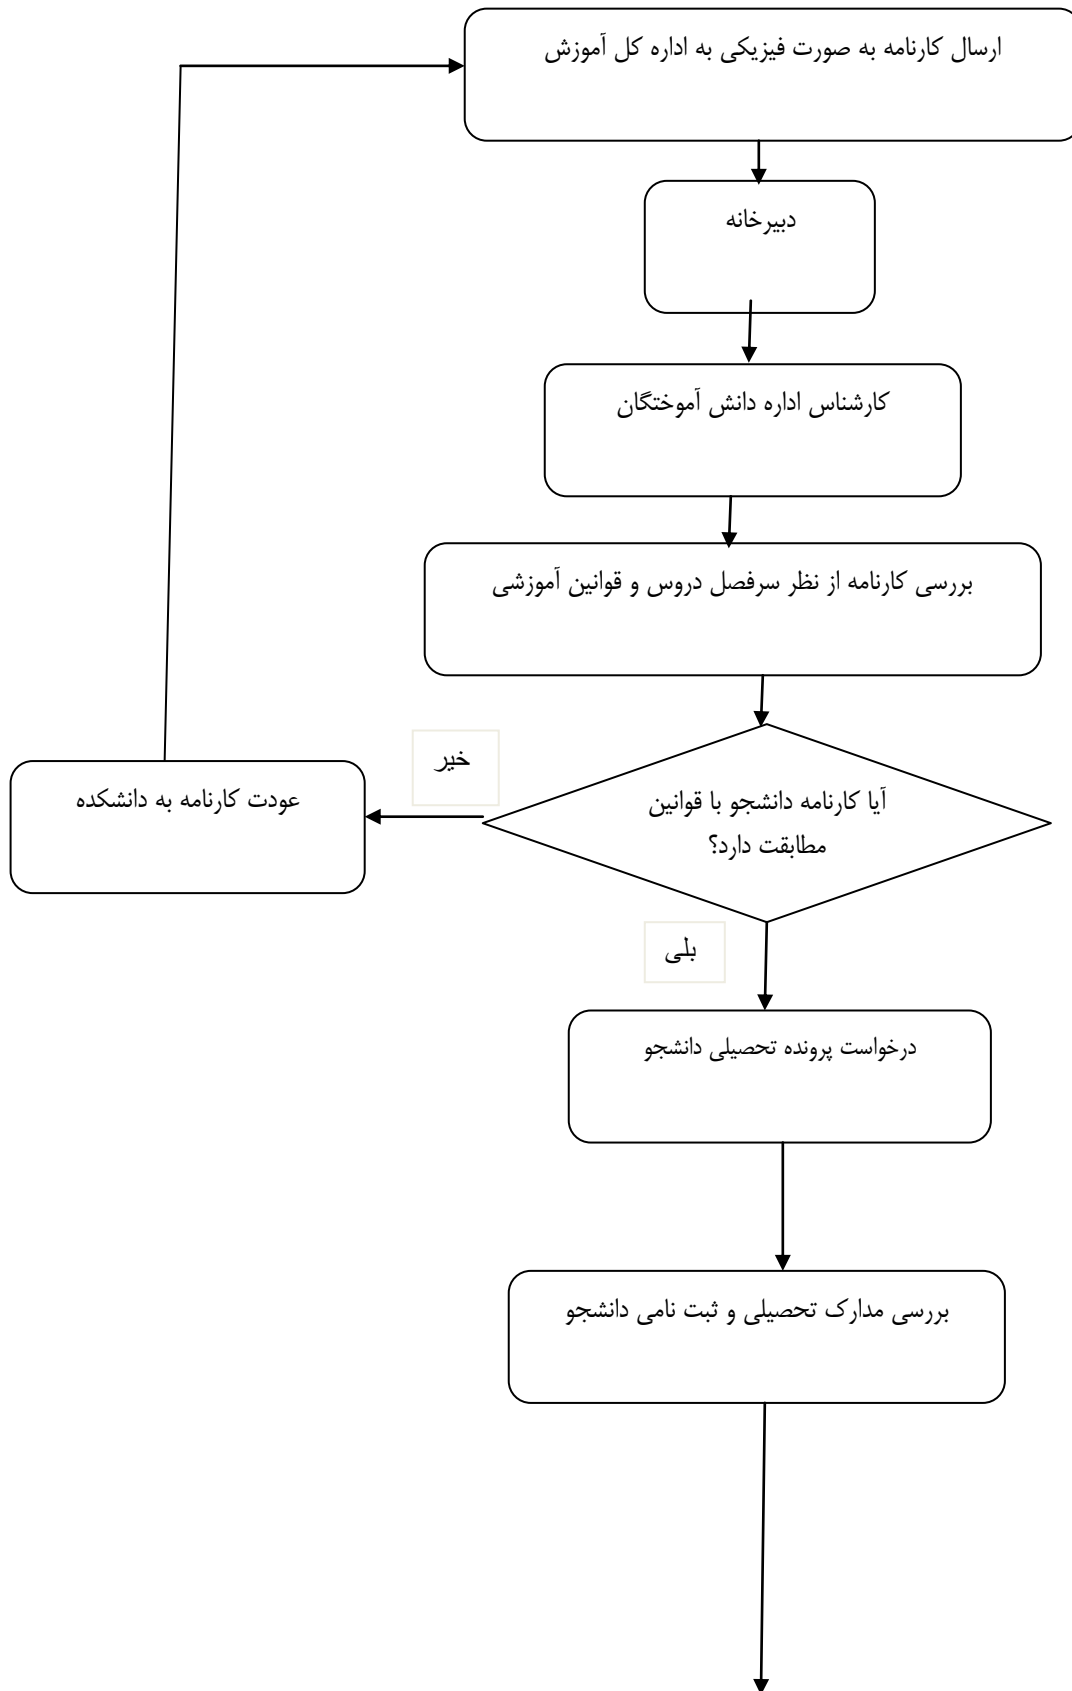 ارسال کارنامه به صورت فیزیکی به اداره کل آموزش
دبیرخانه
کارشناس اداره دانش آموختگان
بررسی کارنامه از نظر سرفصل دروس و قوانین آموزشی
آیا کارنامه دانشجو با قوانین
مطابقت دارد؟
خیر
عودت کارنامه به دانشکده
بلی
درخواست پرونده تحصیلی دانشجو
بررسی مدارک تحصیلی و ثبت نامی دانشجو